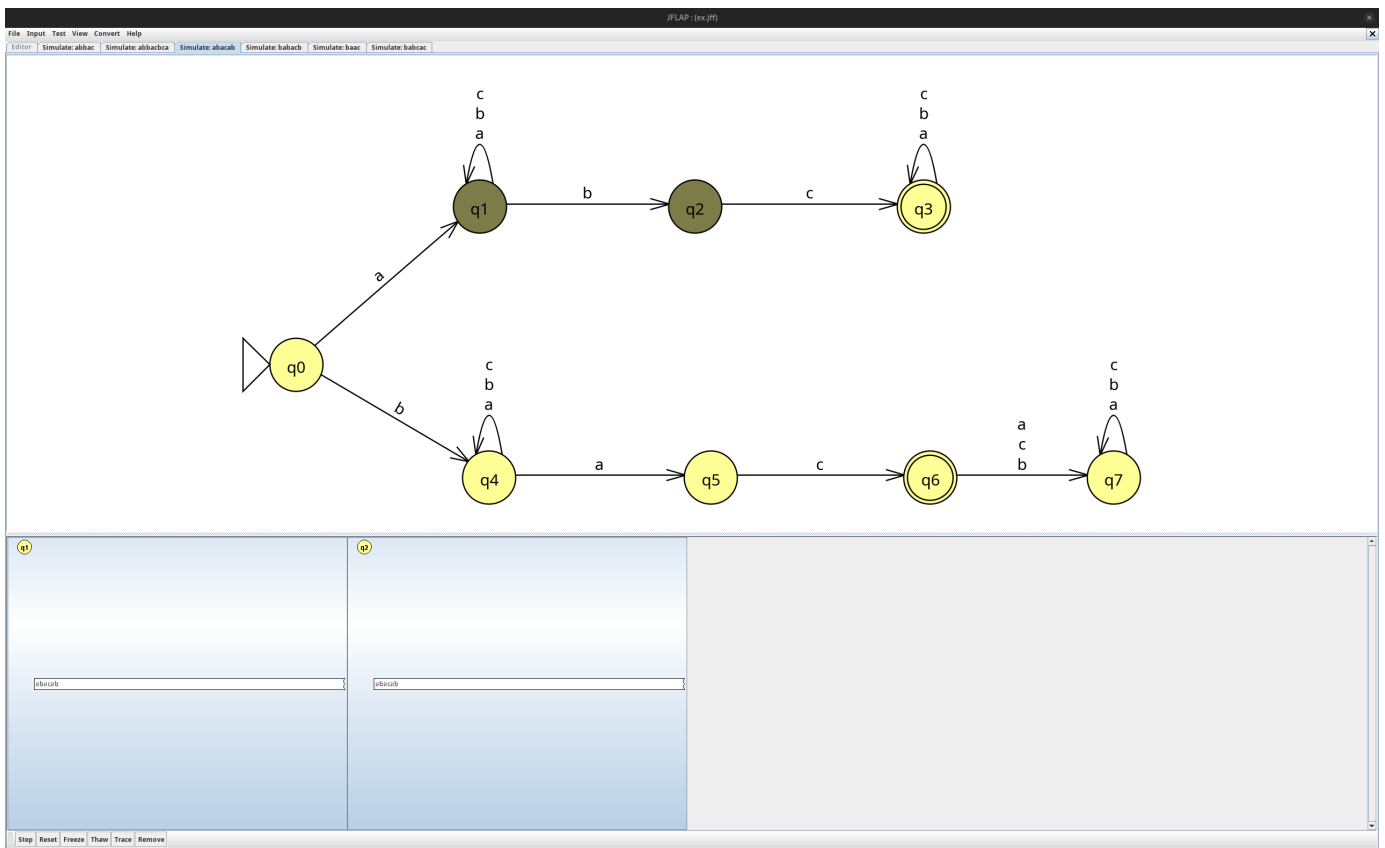 JFLAP : (ex.jff)
File Input Test View Convert Help
Editor Simulate: abbac Simulate: abbacbca Simulate: abacab Simulate: babacb Simulate: baac Simulate: babcac
c
b
a
c
b
a
q1
b
q2
c
q3
a
q0
b
c
b
a
a
c
b
c
b
a
q4
a
q5
c
q6
q7
q1
q2
abacab
abacab
Step Reset Freeze Thaw Trace Remove